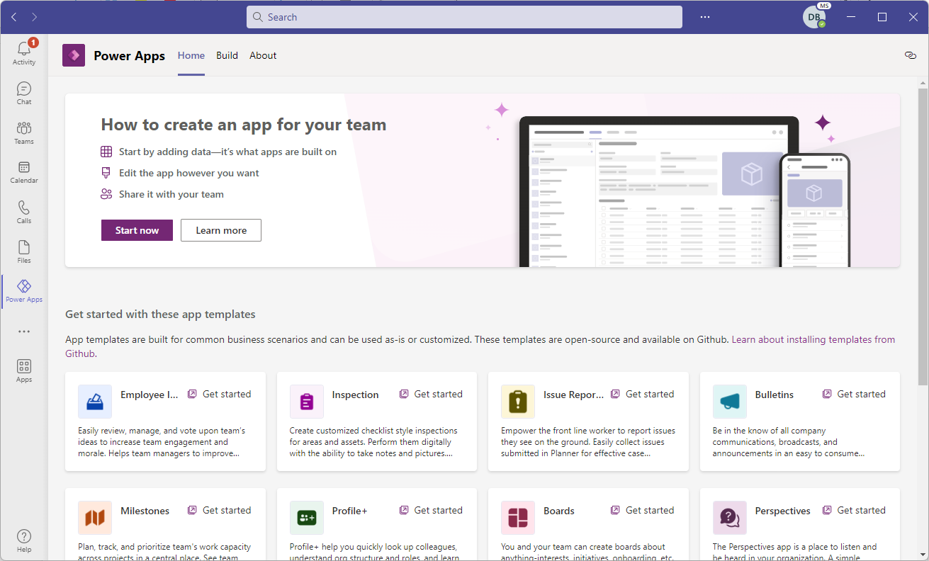 Search
MS
DB
1
Activity
Chat
Teams
Calendar
Calls
Files
Power Apps
Apps
Help
Power Apps
Home
Build
About
How to create an app for your team
Start by adding data—it's what apps are built on
Edit the app however you want
Share it with your team
Start now
Learn more
Get started with these app templates
App templates are built for common business scenarios and can be used as-is or customized. These templates are open-source and available on Github. Learn about installing templates from
Github.
Employee I...
Get started
Easily review, manage, and vote upon team's
ideas to increase team engagement and
morale. Helps team managers to improve...
Inspection
Get started
Create customized checklist style inspections
for areas and assets. Perform them digitally
with the ability to take notes and pictures....
Issue Repor...
Get started
Empower the front line worker to report issues
they see on the ground. Easily collect issues
submitted in Planner for effective case...
Bulletins
Get started
Be in the know of all company
communications, broadcasts, and
announcements in an easy to consume...
Milestones
Get started
Plan, track, and prioritize team's work capacity
across projects in a central place. See team
Profile+
Get started
Profile+ help you quickly look up colleagues,
understand org structure and roles, and learn
Boards
Get started
You and your team can create boards about
anything-interests, initiatives, onboarding, etc.
Perspectives
Get started
The Perspectives app is a place to listen and
be heard in your organization. A simple